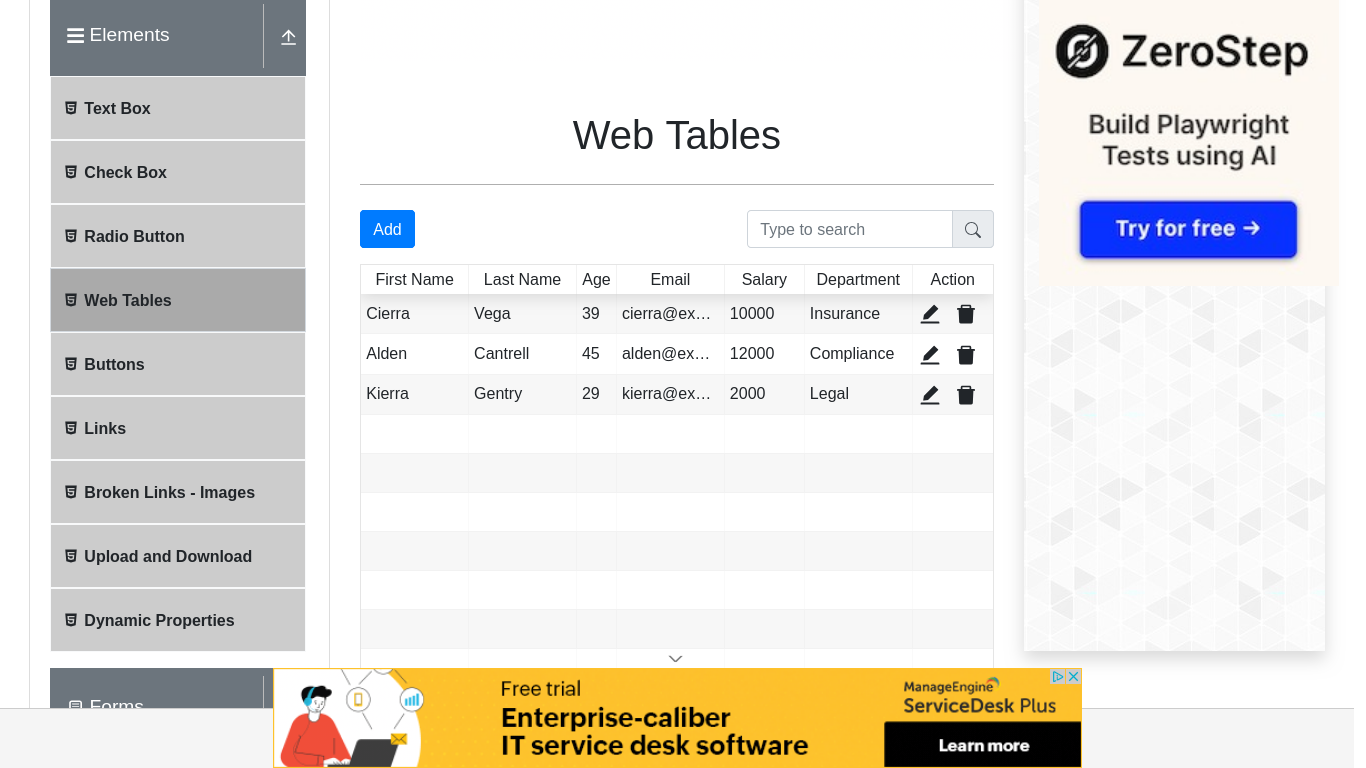 Elements
Text Box
Check Box
Radio Button
Web Tables
Buttons
Links
Broken Links - Images
Upload and Download
Dynamic Properties
Forms
Web Tables
Add
Type to search
First Name Last Name Age Email Salary Department Action
Cierra Vega 39 cierra@ex… 10000 Insurance
Alden Cantrell 45 alden@ex… 12000 Compliance
Kierra Gentry 29 kierra@ex… 2000 Legal
ZeroStep
Build Playwright
Tests using AI
Try for free →
Free trial
Enterprise-caliber
IT service desk software
ManageEngine
ServiceDesk Plus
Learn more